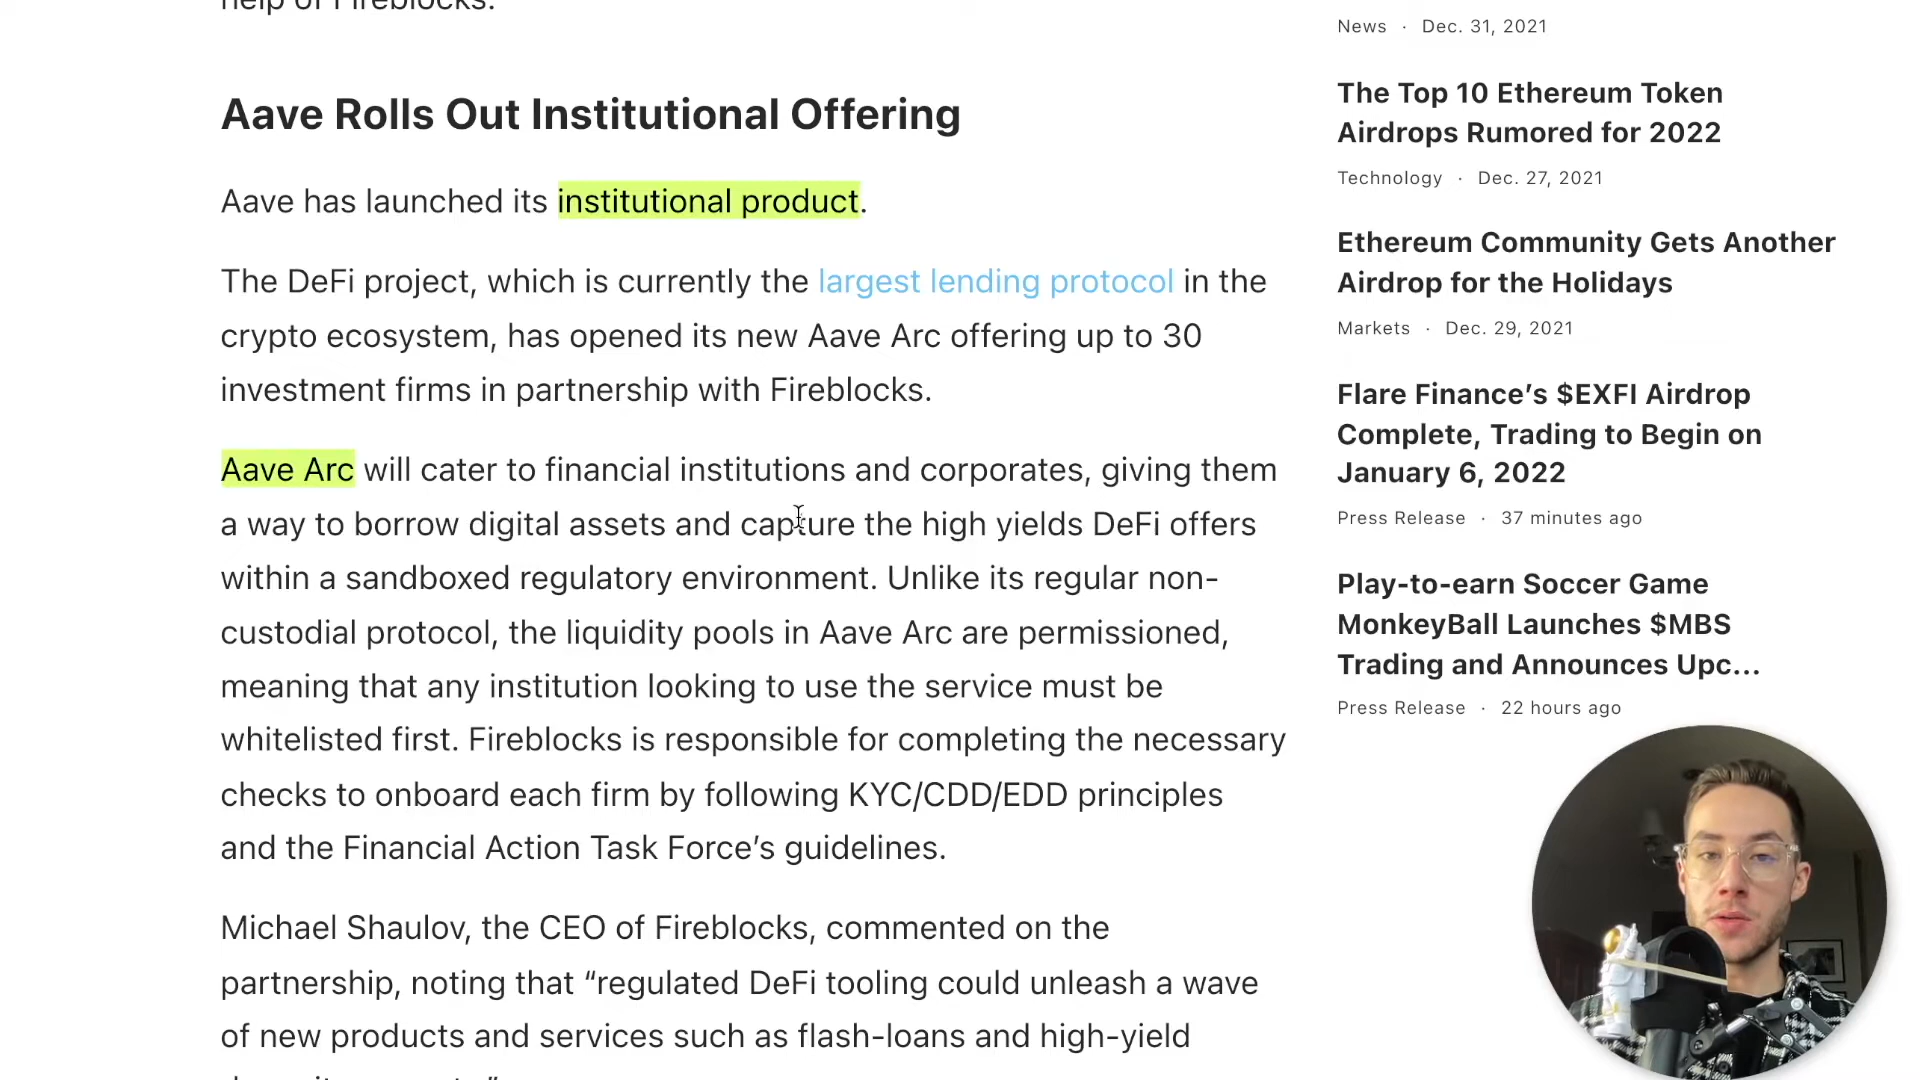 help of Fireblocks.
Aave Rolls Out Institutional Offering
Aave has launched its institutional product.
The DeFi project, which is currently the largest lending protocol in the
crypto ecosystem, has opened its new Aave Arc offering up to 30
investment firms in partnership with Fireblocks.
Aave Arc will cater to financial institutions and corporates, giving them
a way to borrow digital assets and capture the high yields DeFi offers
within a sandboxed regulatory environment. Unlike its regular non-
custodial protocol, the liquidity pools in Aave Arc are permissioned,
meaning that any institution looking to use the service must be
whitelisted first. Fireblocks is responsible for completing the necessary
checks to onboard each firm by following KYC/CDD/EDD principles
and the Financial Action Task Force’s guidelines.
Michael Shaulov, the CEO of Fireblocks, commented on the
partnership, noting that “regulated DeFi tooling could unleash a wave
of new products and services such as flash-loans and high-yield
News · Dec. 31, 2021
The Top 10 Ethereum Token
Airdrops Rumored for 2022
Technology · Dec. 27, 2021
Ethereum Community Gets Another
Airdrop for the Holidays
Markets · Dec. 29, 2021
Flare Finance’s $EXFI Airdrop
Complete, Trading to Begin on
January 6, 2022
Press Release · 37 minutes ago
Play-to-earn Soccer Game
MonkeyBall Launches $MBS
Trading and Announces Upc...
Press Release · 22 hours ago